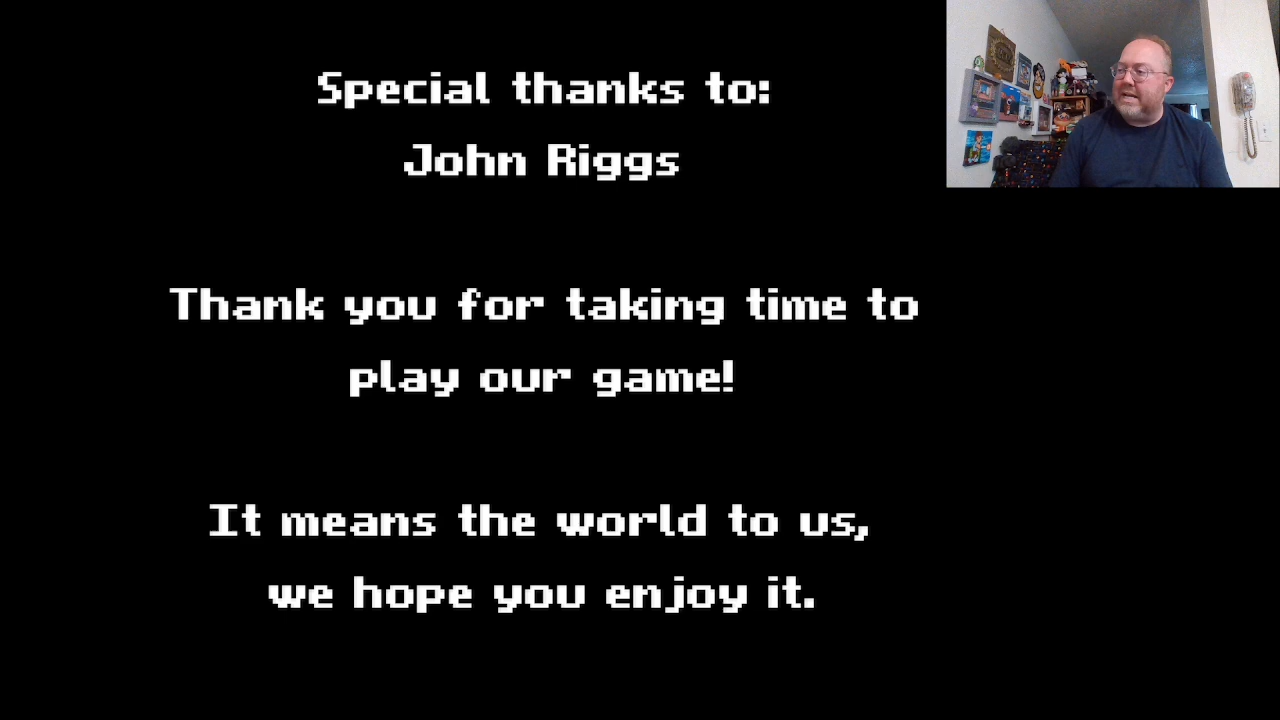 Special thanks to:
John Riggs
Thank you for taking time to
play our game!
It means the world to us,
we hope you enjoy it.